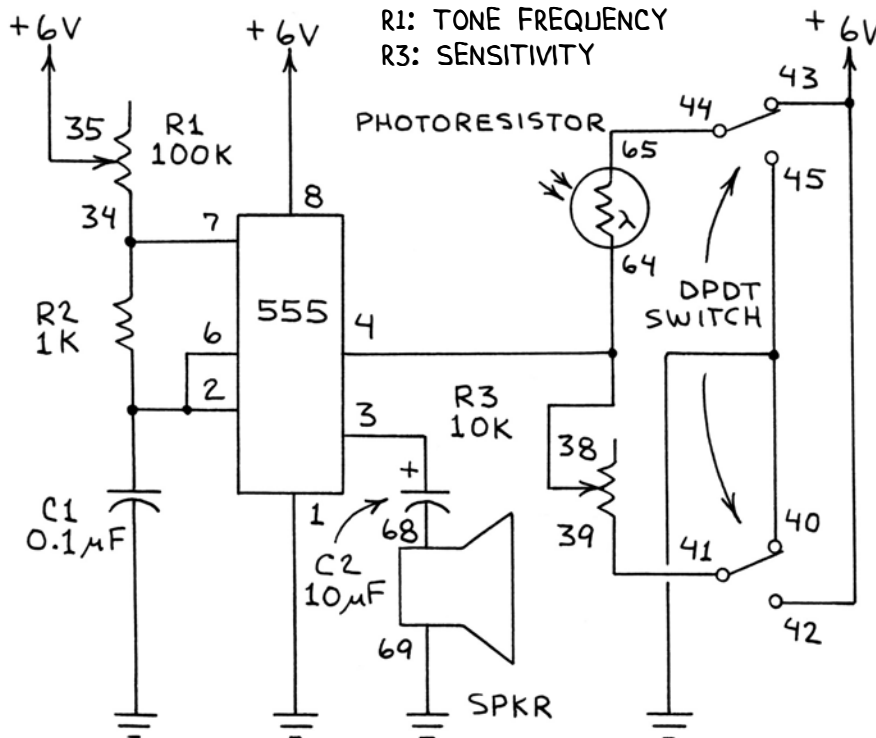 +6V
+6V
R1: TONE FREQUENCY
R3: SENSITIVITY
+ 6V
35
R1
100K
PHOTORESISTOR
44
43
65
45
34
7
8
λ
64
DPDT
SWITCH
R2
1K
555
6
4
2
3
R3
10K
38
39
+
C1
0.1µF
1
68
C2
10µF
69
41
40
42
SPKR